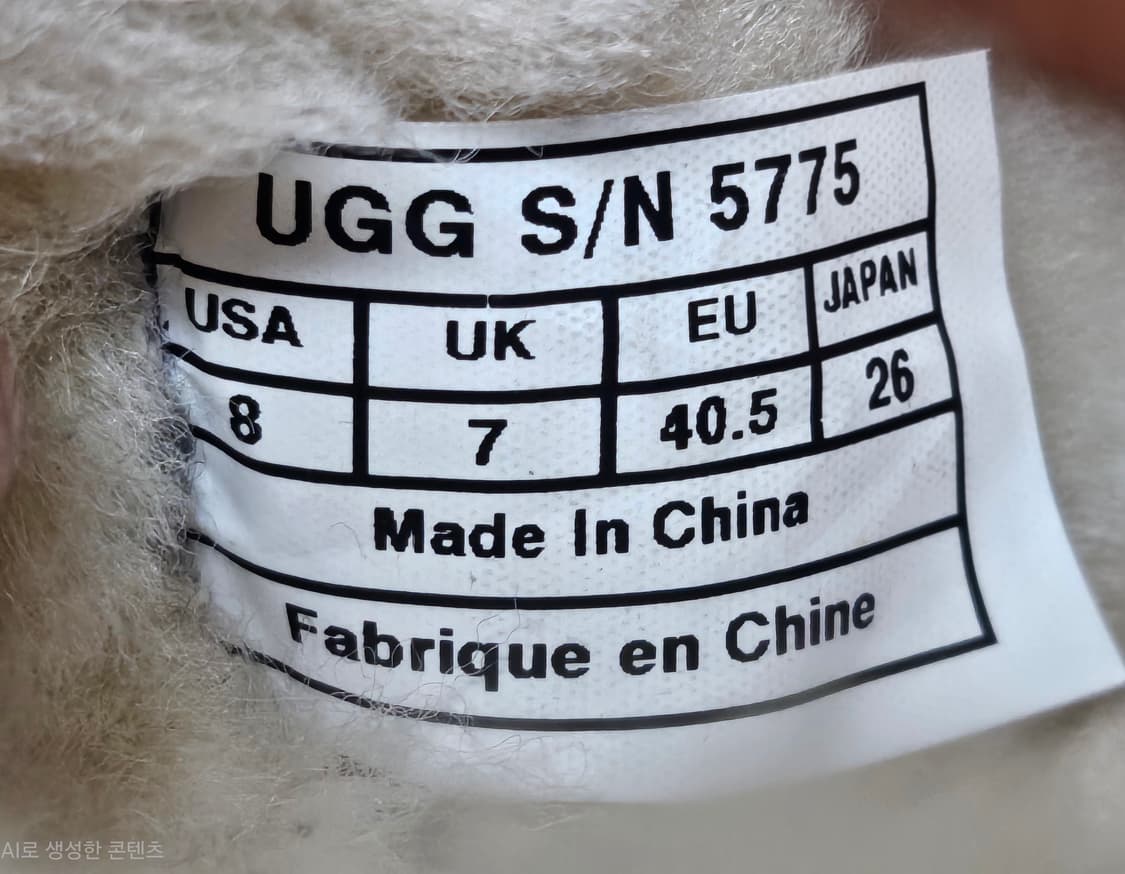 UGG S/N 5775
USA UK EU JAPAN
8 7 40.5 26
Made In China
Fabrique en Chine
AI로 생성한 콘텐츠